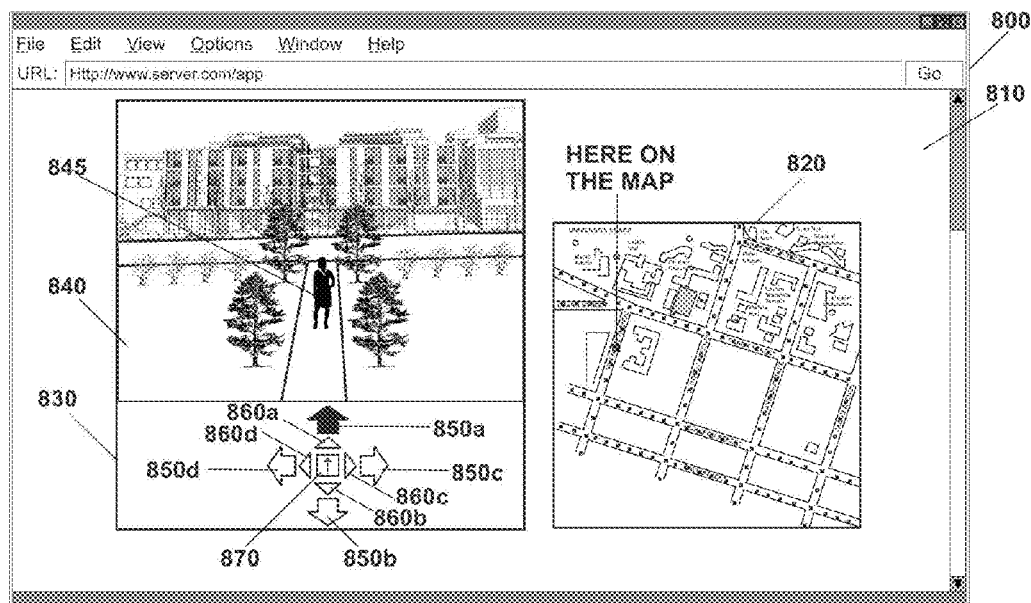 800
File Edit View Options Window Help
URL: Http://www.server.com/app Go
810
845
HERE ON
THE MAP
820
840
830
860a
850a
860d
850d
850c
860c
860b
870
850b